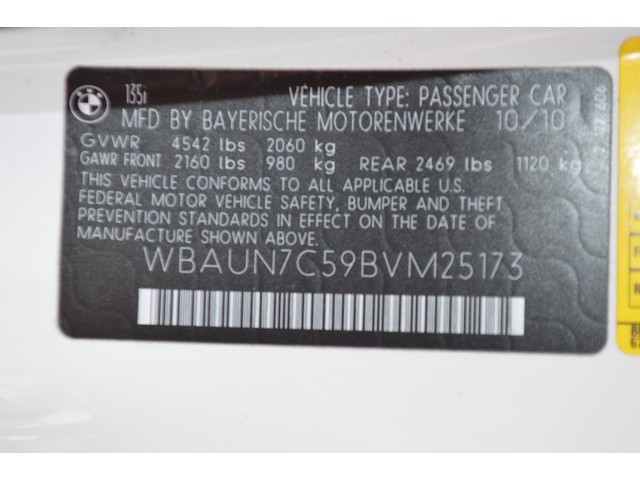 BMW 135i VEHICLE TYPE: PASSENGER CAR
MFD BY BAYERISCHE MOTORENWERKE 10/10
GVWR 4542 lbs 2060 kg
GAWR FRONT 2160 lbs 980 kg REAR 2469 lbs 1120 kg
THIS VEHICLE CONFORMS TO ALL APPLICABLE U.S.
FEDERAL MOTOR VEHICLE SAFETY, BUMPER AND THEFT
PREVENTION STANDARDS IN EFFECT ON THE DATE OF
MANUFACTURE SHOWN ABOVE.
WBAUN7C59BVM25173